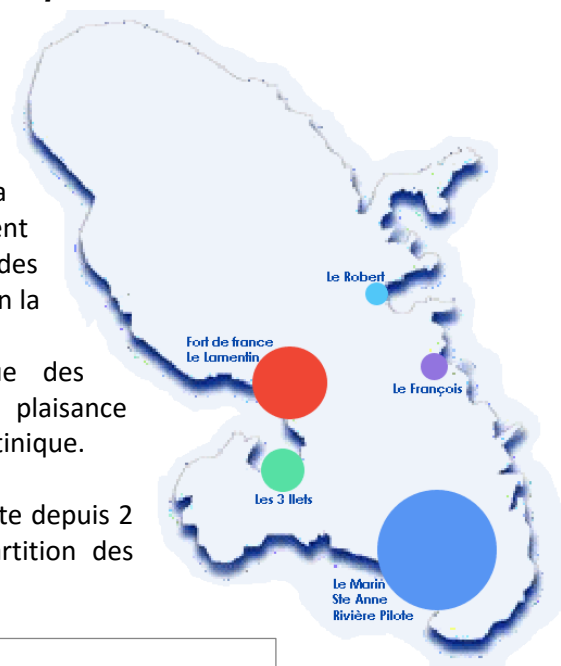 a
ent
des
n la
ue des
plaisance
tinique.
te depuis 2
artition des
Le Robert
Fort de france
Le Lamentin
Le François
Les 3 Ilets
Le Marin
Ste Anne
Rivière Pilote